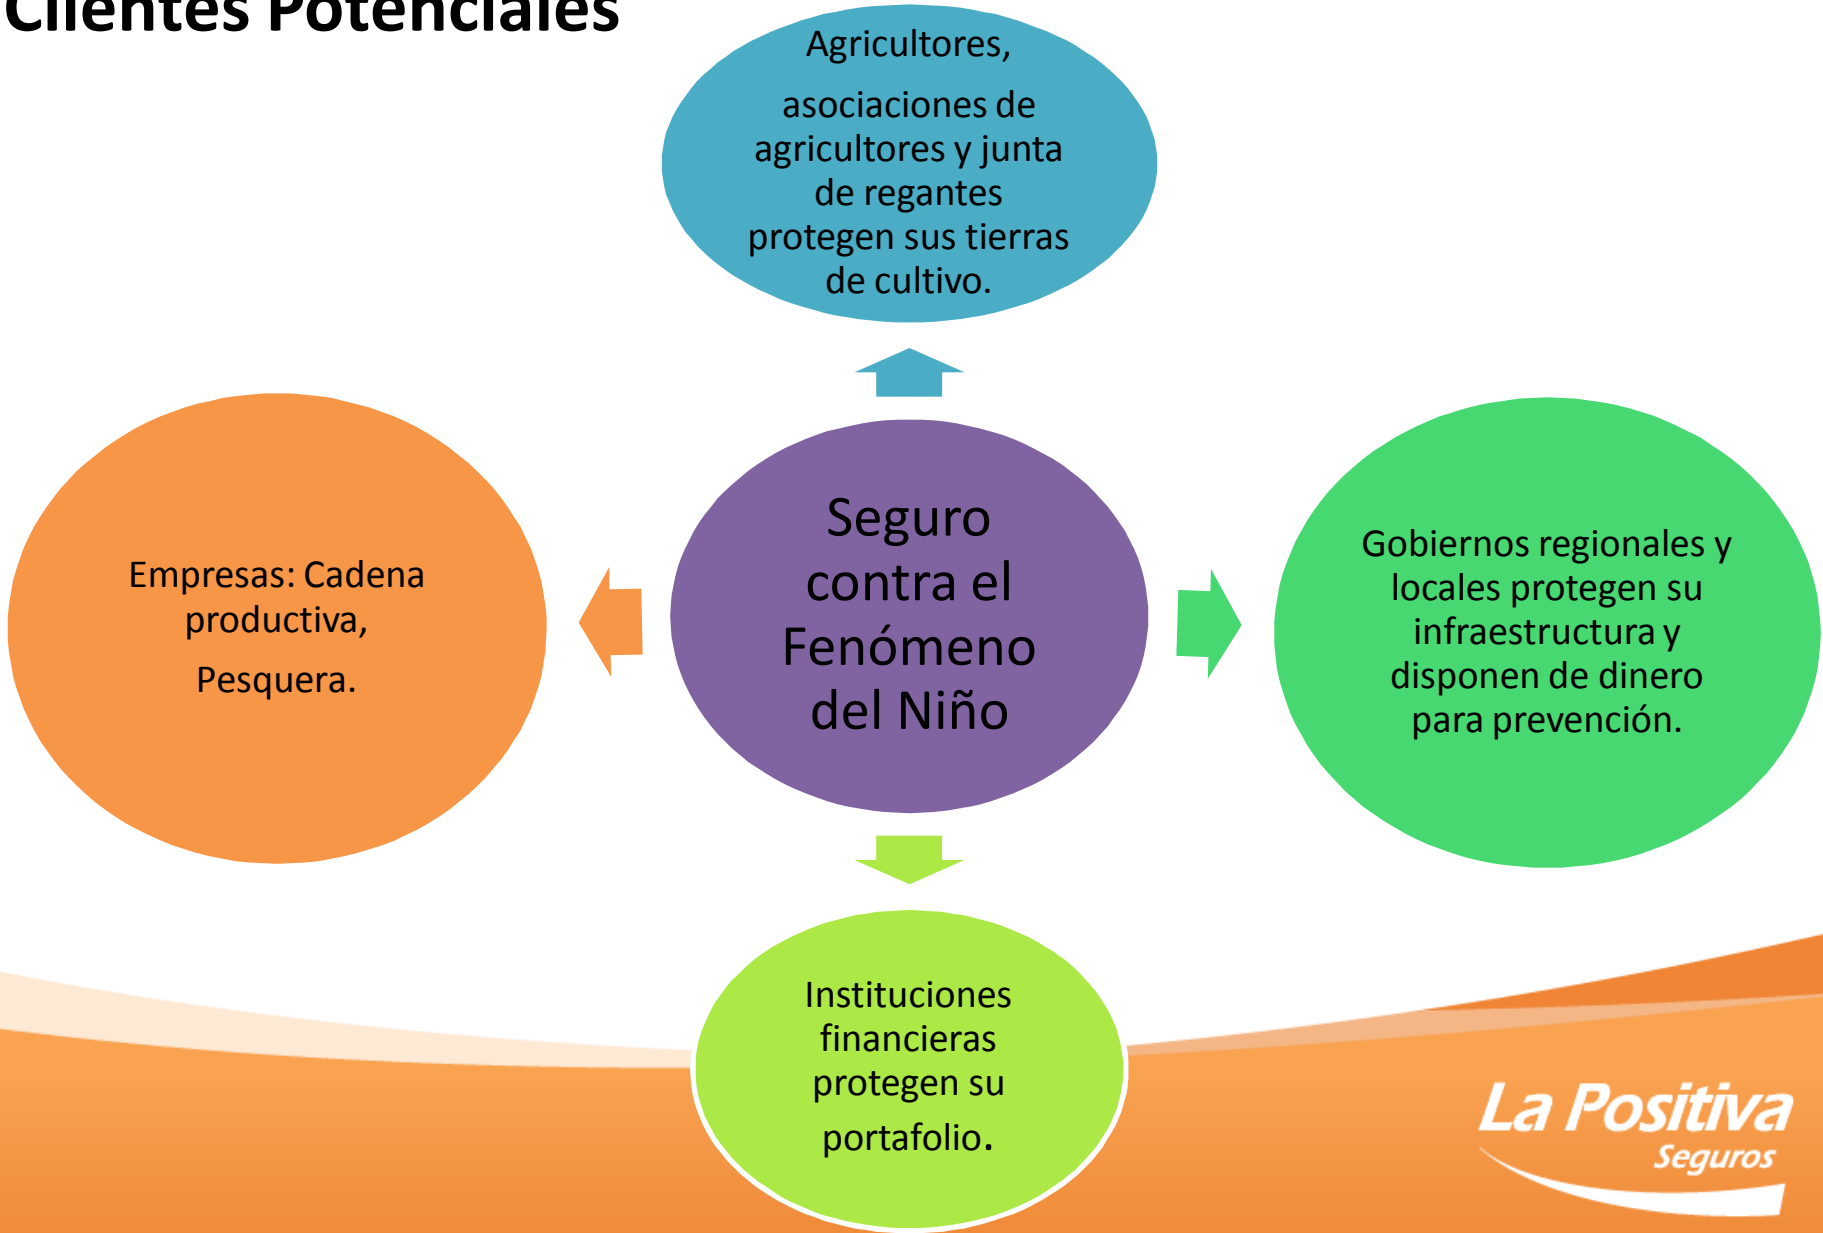 Clientes Potenciales
Agricultores,
asociaciones de
agricultores y junta
de regantes
protegen sus tierras
de cultivo.
Empresas: Cadena
productiva,
Pesquera.
Seguro
contra el
Fenómeno
del Niño
Gobiernos regionales y
locales protegen su
infraestructura y
disponen de dinero
para prevención.
Instituciones
financieras
protegen su
portafolio.
La Positiva
Seguros